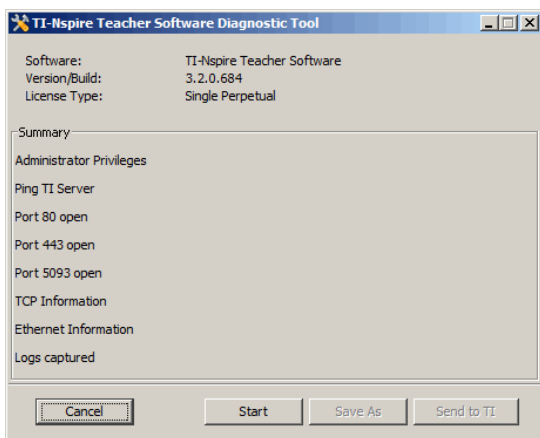 TI-Nspire Teacher Software Diagnostic Tool
Software: TI-Nspire Teacher Software
Version/Build: 3.2.0.684
License Type: Single Perpetual
Summary
Administrator Privileges
Ping TI Server
Port 80 open
Port 443 open
Port 5093 open
TCP Information
Ethernet Information
Logs captured
Cancel Start Save As Send to TI